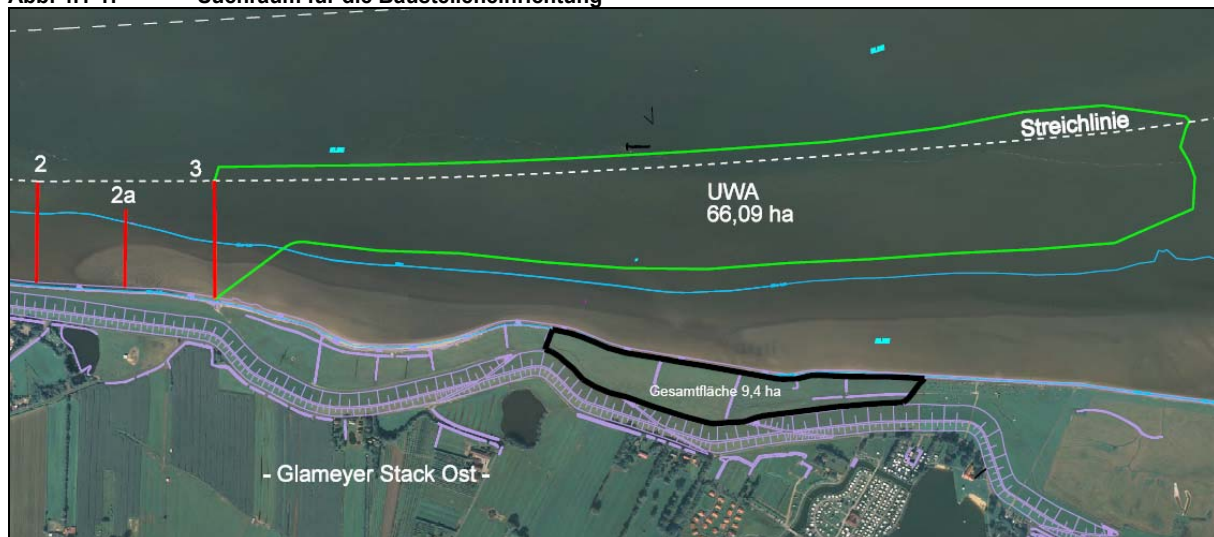 Abb. 4.1-1: Suchraum für die Baustelleneinrichtung
Streichlinie
2
2a
3
UWA
66,09 ha
Gesamtfläche 9,4 ha
- Glameyer Stack Ost -